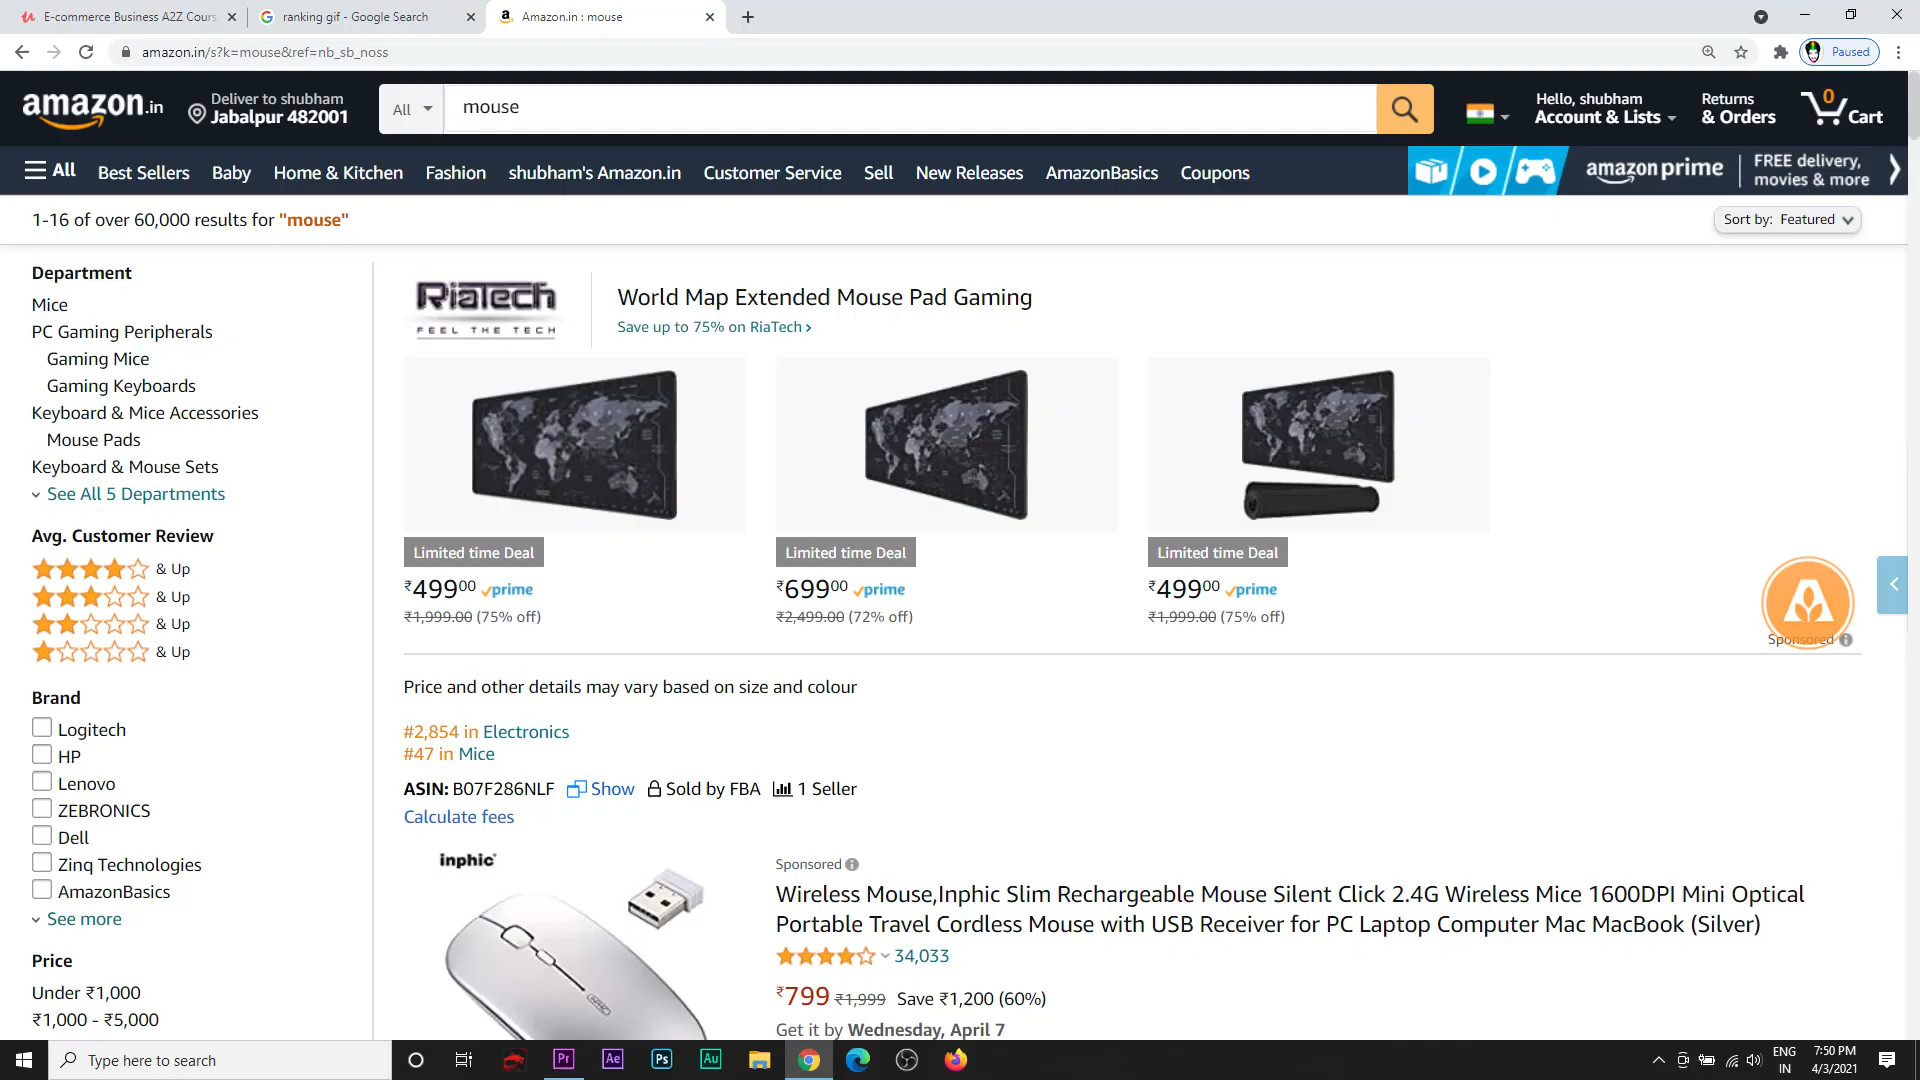 E-commerce Business A2Z Cours
ranking gif - Google Search
Amazon.in : mouse
amazon.in/s?k=mouse&ref=nb_sb_noss
Paused
amazon.in
Deliver to shubham
Jabalpur 482001
All
mouse
Hello, shubham
Account & Lists
Returns
& Orders
0
Cart
All
Best Sellers
Baby
Home & Kitchen
Fashion
shubham's Amazon.in
Customer Service
Sell
New Releases
AmazonBasics
Coupons
amazon prime
FREE delivery,
movies & more
1-16 of over 60,000 results for "mouse"
Sort by: Featured
Department
Mice
PC Gaming Peripherals
Gaming Mice
Gaming Keyboards
Keyboard & Mice Accessories
Mouse Pads
Keyboard & Mouse Sets
See All 5 Departments
Avg. Customer Review
& Up
& Up
& Up
& Up
Brand
Logitech
HP
Lenovo
ZEBRONICS
Dell
Zinq Technologies
AmazonBasics
See more
Price
Under ₹1,000
₹1,000 - ₹5,000
RiaTech
FEEL THE TECH
World Map Extended Mouse Pad Gaming
Save up to 75% on RiaTech ›
Limited time Deal
₹499⁰⁰ prime
₹1,999.00 (75% off)
Limited time Deal
₹699⁰⁰ prime
₹2,499.00 (72% off)
Limited time Deal
₹499⁰⁰ prime
₹1,999.00 (75% off)
Sponsored
Price and other details may vary based on size and colour
#2,854 in Electronics
#47 in Mice
ASIN: B07F286NLF Show Sold by FBA 1 Seller
Calculate fees
inphic
Sponsored
Wireless Mouse,Inphic Slim Rechargeable Mouse Silent Click 2.4G Wireless Mice 1600DPI Mini Optical
Portable Travel Cordless Mouse with USB Receiver for PC Laptop Computer Mac MacBook (Silver)
34,033
₹799 ₹1,999 Save ₹1,200 (60%)
Get it by Wednesday, April 7
Type here to search
Pr
Ae
Ps
Au
ENG
IN
7:50 PM
4/3/2021